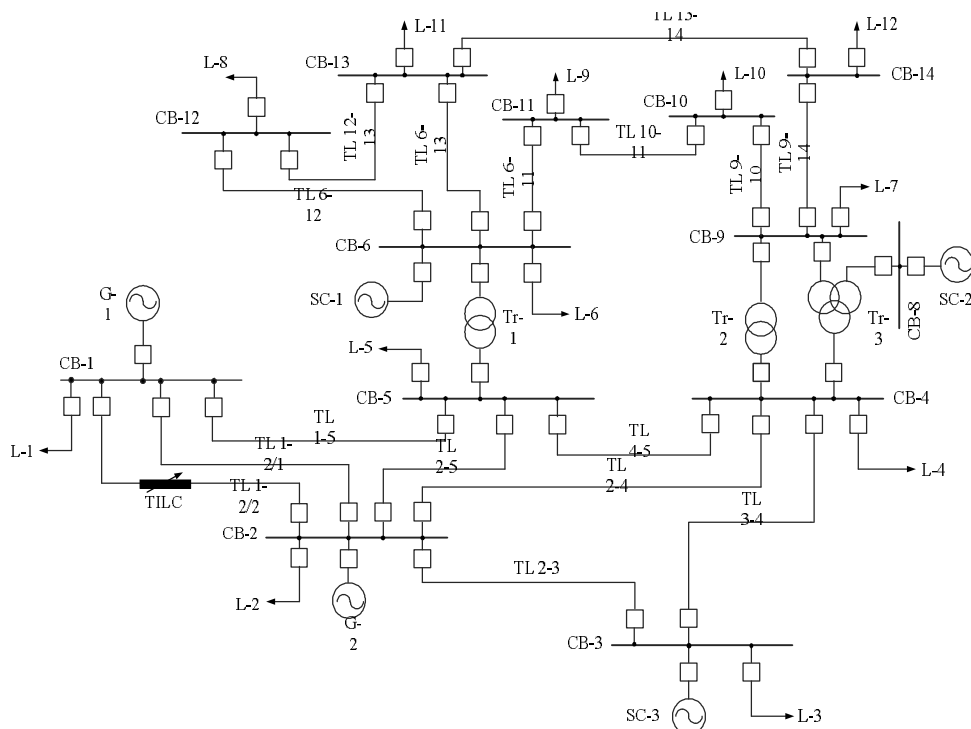 TL 13-
14
L-11
L-12
CB-13
CB-14
L-8
L-9
L-10
CB-12
CB-11
CB-10
TL 12-
13
TL 6-
13
TL 6-
11
TL 10-
11
TL 9-
10
TL 9-
14
TL 6-
12
L-7
CB-6
CB-9
CB-8
SC-1
SC-2
G-
1
L-6
Tr-
1
Tr-
2
Tr-
3
L-5
CB-1
CB-5
CB-4
L-1
TL
1-5
TL 1-
2/1
TL
2-5
TL
4-5
TL
2-4
L-4
TILC
TL 1-
2/2
TL
3-4
CB-2
TL 2-3
L-2
G-
2
CB-3
SC-3
L-3